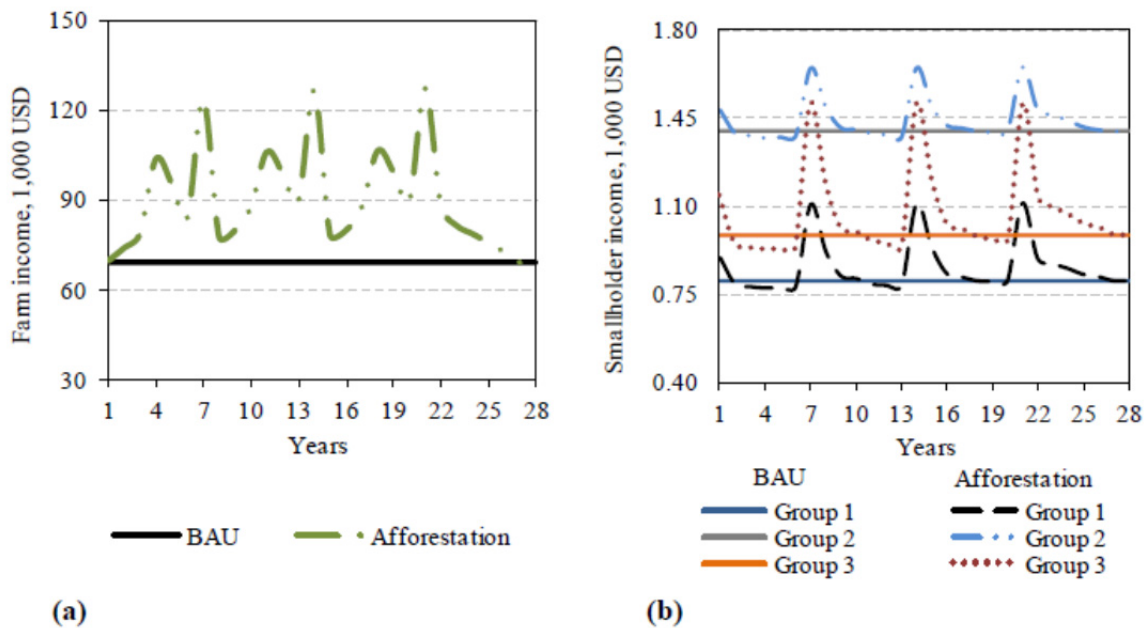 150
120
90
60
30
Farm income, 1,000 USD
1 4 7 10 13 16 19 22 25 28
Years
BAU Afforestation
(a)
1.80
1.45
1.10
0.75
0.40
Smallholder income, 1,000 USD
1 4 7 10 13 16 19 22 25 28
Years
BAU Afforestation
Group 1 Group 1
Group 2 Group 2
Group 3 Group 3
(b)